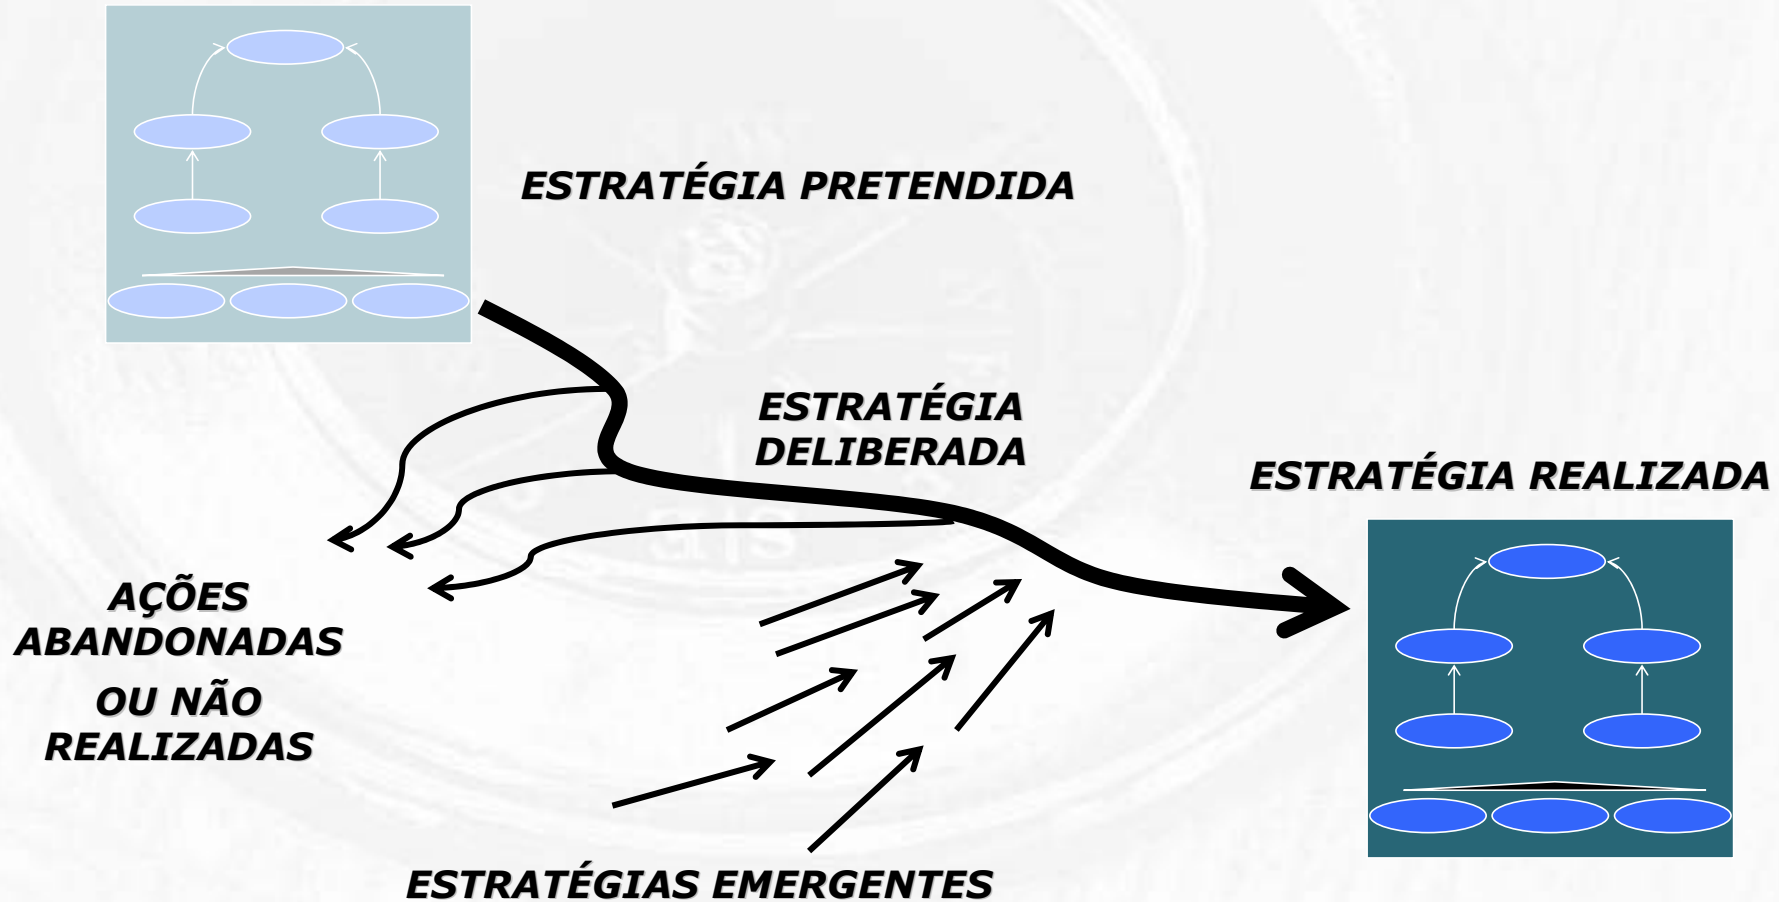 ESTRATÉGIA PRETENDIDA
ESTRATÉGIA
DELIBERADA
ESTRATÉGIA REALIZADA
AÇÕES
ABANDONADAS
OU NÃO
REALIZADAS
ESTRATÉGIAS EMERGENTES